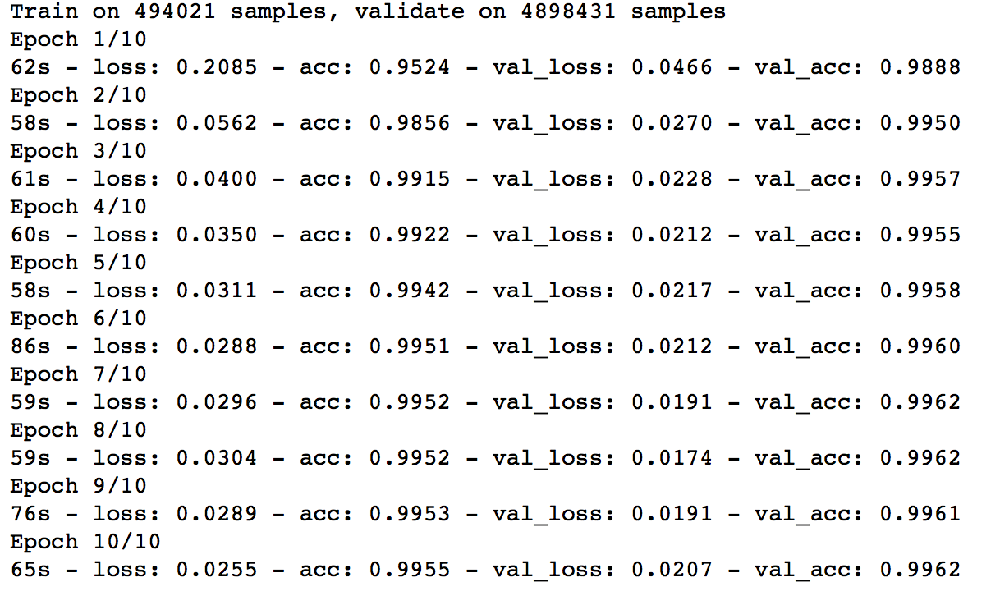 Train on 494021 samples, validate on 4898431 samples
Epoch 1/10
62s - loss: 0.2085 - acc: 0.9524 - val_loss: 0.0466 - val_acc: 0.9888
Epoch 2/10
58s - loss: 0.0562 - acc: 0.9856 - val_loss: 0.0270 - val_acc: 0.9950
Epoch 3/10
61s - loss: 0.0400 - acc: 0.9915 - val_loss: 0.0228 - val_acc: 0.9957
Epoch 4/10
60s - loss: 0.0350 - acc: 0.9922 - val_loss: 0.0212 - val_acc: 0.9955
Epoch 5/10
58s - loss: 0.0311 - acc: 0.9942 - val_loss: 0.0217 - val_acc: 0.9958
Epoch 6/10
86s - loss: 0.0288 - acc: 0.9951 - val_loss: 0.0212 - val_acc: 0.9960
Epoch 7/10
59s - loss: 0.0296 - acc: 0.9952 - val_loss: 0.0191 - val_acc: 0.9962
Epoch 8/10
59s - loss: 0.0304 - acc: 0.9952 - val_loss: 0.0174 - val_acc: 0.9962
Epoch 9/10
76s - loss: 0.0289 - acc: 0.9953 - val_loss: 0.0191 - val_acc: 0.9961
Epoch 10/10
65s - loss: 0.0255 - acc: 0.9955 - val_loss: 0.0207 - val_acc: 0.9962